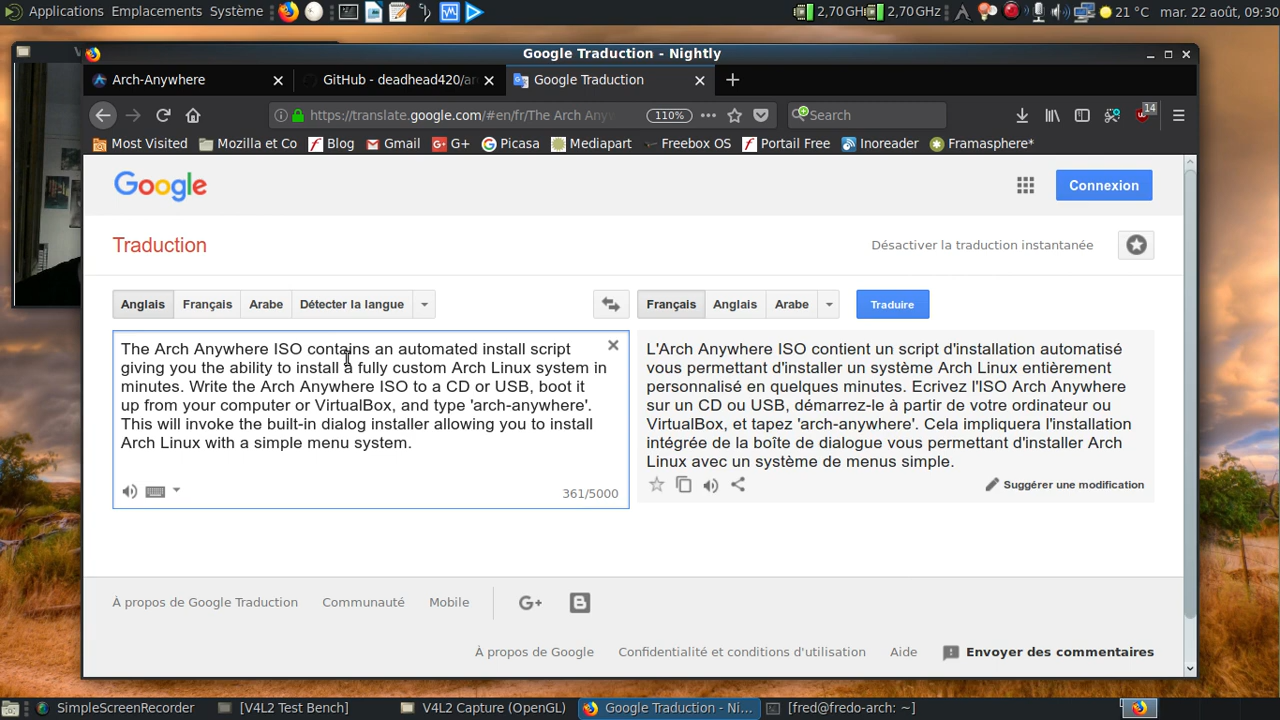 Applications Emplacements Système 2,70 GHz 2,70 GHz 21 °C mar. 22 août, 09:30
Google Traduction - Nightly
Arch-Anywhere GitHub - deadhead420/ar Google Traduction
https://translate.google.com/#en/fr/The Arch Any 110% Search 14
Most Visited Mozilla et Co Blog Gmail G+ Picasa Mediapart Freebox OS Portail Free Inoreader Framasphere*
Google Connexion
Traduction Désactiver la traduction instantanée
Anglais Français Arabe Détecter la langue Français Anglais Arabe Traduire
The Arch Anywhere ISO contains an automated install script
giving you the ability to install a fully custom Arch Linux system in
minutes. Write the Arch Anywhere ISO to a CD or USB, boot it
up from your computer or VirtualBox, and type 'arch-anywhere'.
This will invoke the built-in dialog installer allowing you to install
Arch Linux with a simple menu system.
361/5000
L'Arch Anywhere ISO contient un script d'installation automatisé
vous permettant d'installer un système Arch Linux entièrement
personnalisé en quelques minutes. Ecrivez l'ISO Arch Anywhere
sur un CD ou USB, démarrez-le à partir de votre ordinateur ou
VirtualBox, et tapez 'arch-anywhere'. Cela impliquera l'installation
intégrée de la boîte de dialogue vous permettant d'installer Arch
Linux avec un système de menus simple.
Suggérer une modification
À propos de Google Traduction Communauté Mobile G+
À propos de Google Confidentialité et conditions d'utilisation Aide Envoyer des commentaires
SimpleScreenRecorder [V4L2 Test Bench] V4L2 Capture (OpenGL) Google Traduction - Ni... [fred@fredo-arch: ~]